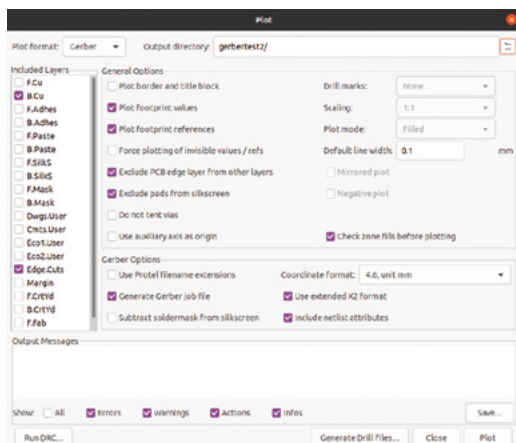 Plot
Plot format: Gerber Output directory: gerbertest2/
Included Layers General Options
F.Cu Plot border and title block Drill marks: None
B.Cu
F.Adhes Plot footprint values Scaling: 1:1
B.Adhes
F.Paste Plot footprint references Plot mode: Filled
B.Paste Force plotting of invisible values / refs Default line width: 0.1 mm
F.SilkS
B.SilkS Exclude PCB edge layer from other layers Mirrored plot
F.Mask Exclude pads from silkscreen Negative plot
B.Mask
Dwgs.User Do not tent vias
Cmts.User
Eco1.User Use auxiliary axis as origin Check zone fills before plotting
Eco2.User Gerber Options
Edge.Cuts Use Protel filename extensions Coordinate format: 4.6, unit mm
Margin
F.CrtYd Generate Gerber job file Use extended X2 format
B.CrtYd
F.Fab Subtract soldermask from silkscreen Include netlist attributes
Output Messages
Show: All Errors Warnings Actions Infos Save...
Run DRC... Generate Drill Files... Close Plot